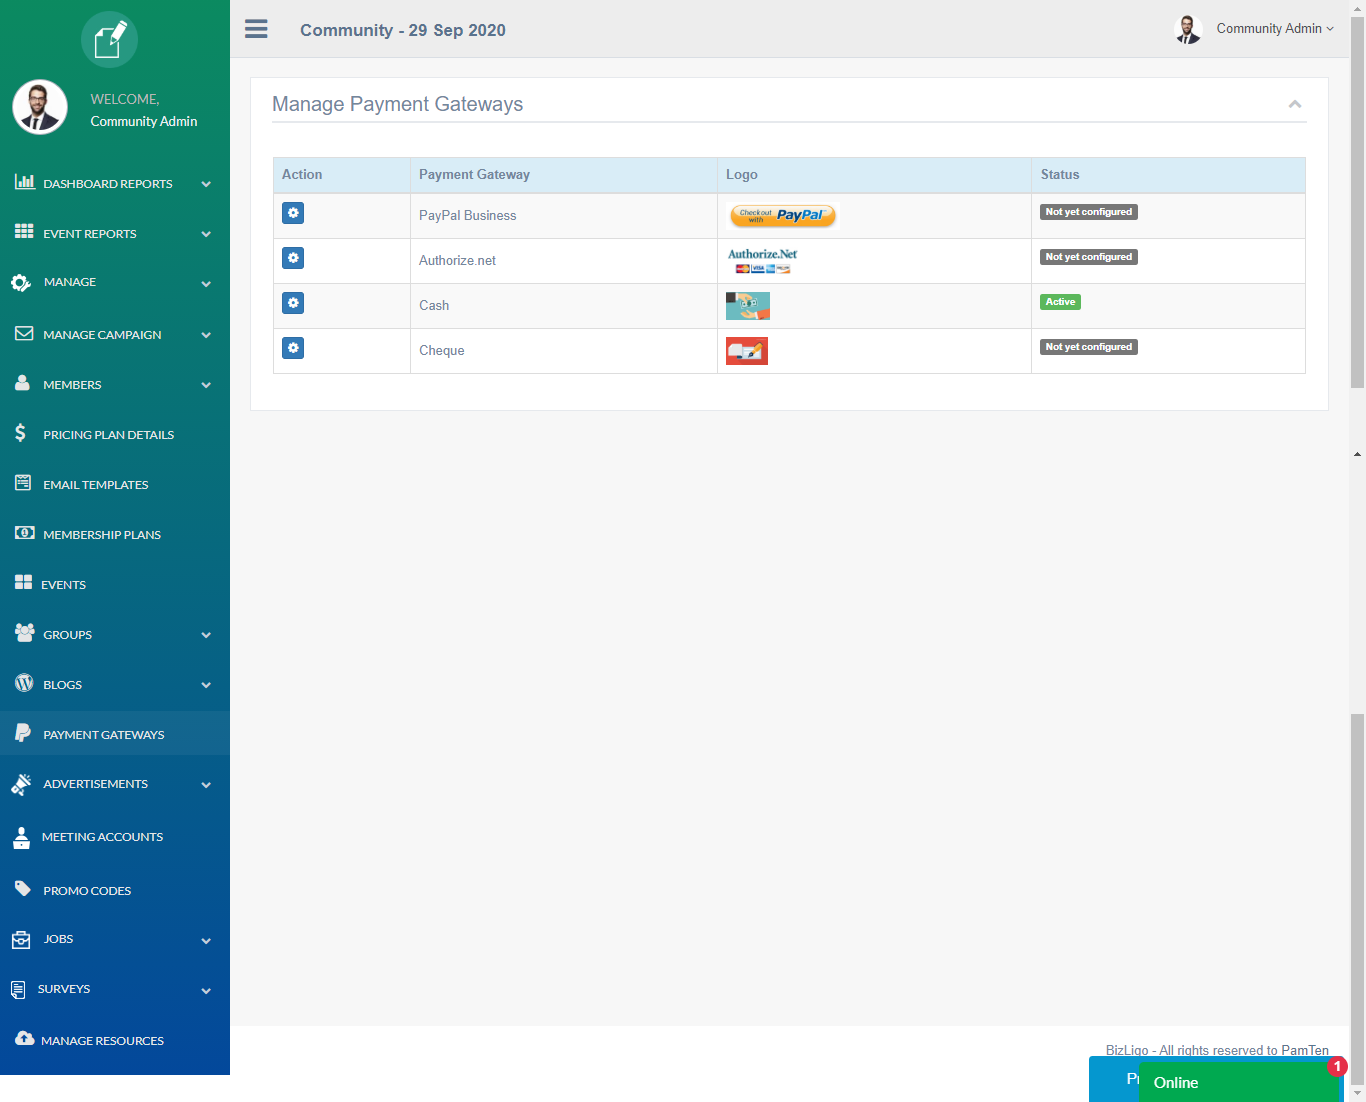 Community - 29 Sep 2020
Community Admin
WELCOME,
Community Admin
DASHBOARD REPORTS
EVENT REPORTS
MANAGE
MANAGE CAMPAIGN
MEMBERS
PRICING PLAN DETAILS
EMAIL TEMPLATES
MEMBERSHIP PLANS
EVENTS
GROUPS
BLOGS
PAYMENT GATEWAYS
ADVERTISEMENTS
MEETING ACCOUNTS
PROMO CODES
JOBS
SURVEYS
MANAGE RESOURCES
Manage Payment Gateways
Action Payment Gateway Logo Status
PayPal Business Checkout with PayPal Not yet configured
Authorize.net Authorize.Net VISA Not yet configured
Cash Active
Cheque Not yet configured
BizLigo - All rights reserved to PamTen
Online
1